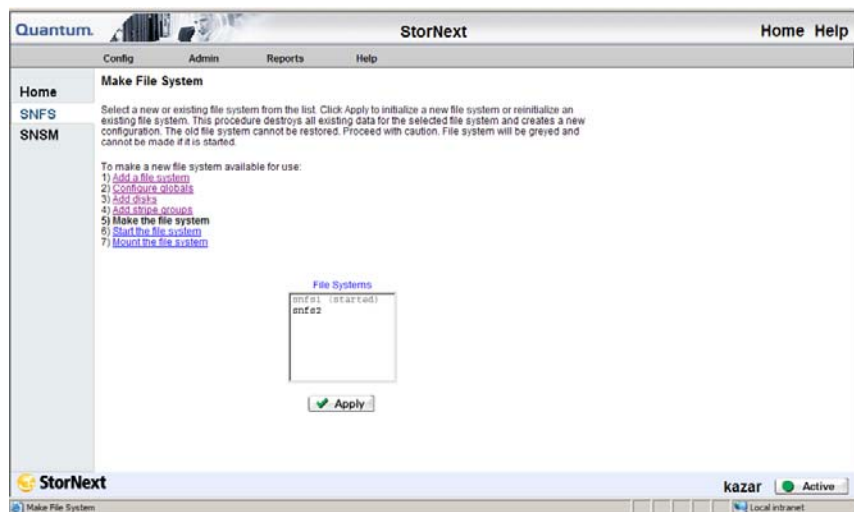 Quantum.
StorNext
Home Help
Config Admin Reports Help
Home
SNFS
SNSM
Make File System
Select a new or existing file system from the list. Click Apply to initialize a new file system or reinitialize an
existing file system. This procedure destroys all existing data for the selected file system and creates a new
configuration. The old file system cannot be restored. Proceed with caution. File system will be greyed and
cannot be made if it is started.
To make a new file system available for use:
1) Add a file system
2) Configure globals
3) Add disks
4) Add stripe groups
5) Make the file system
6) Start the file system
7) Mount the file system
File Systems
snfs1 (started)
snfs2
Apply
StorNext
kazar Active
Make File System
Local intranet